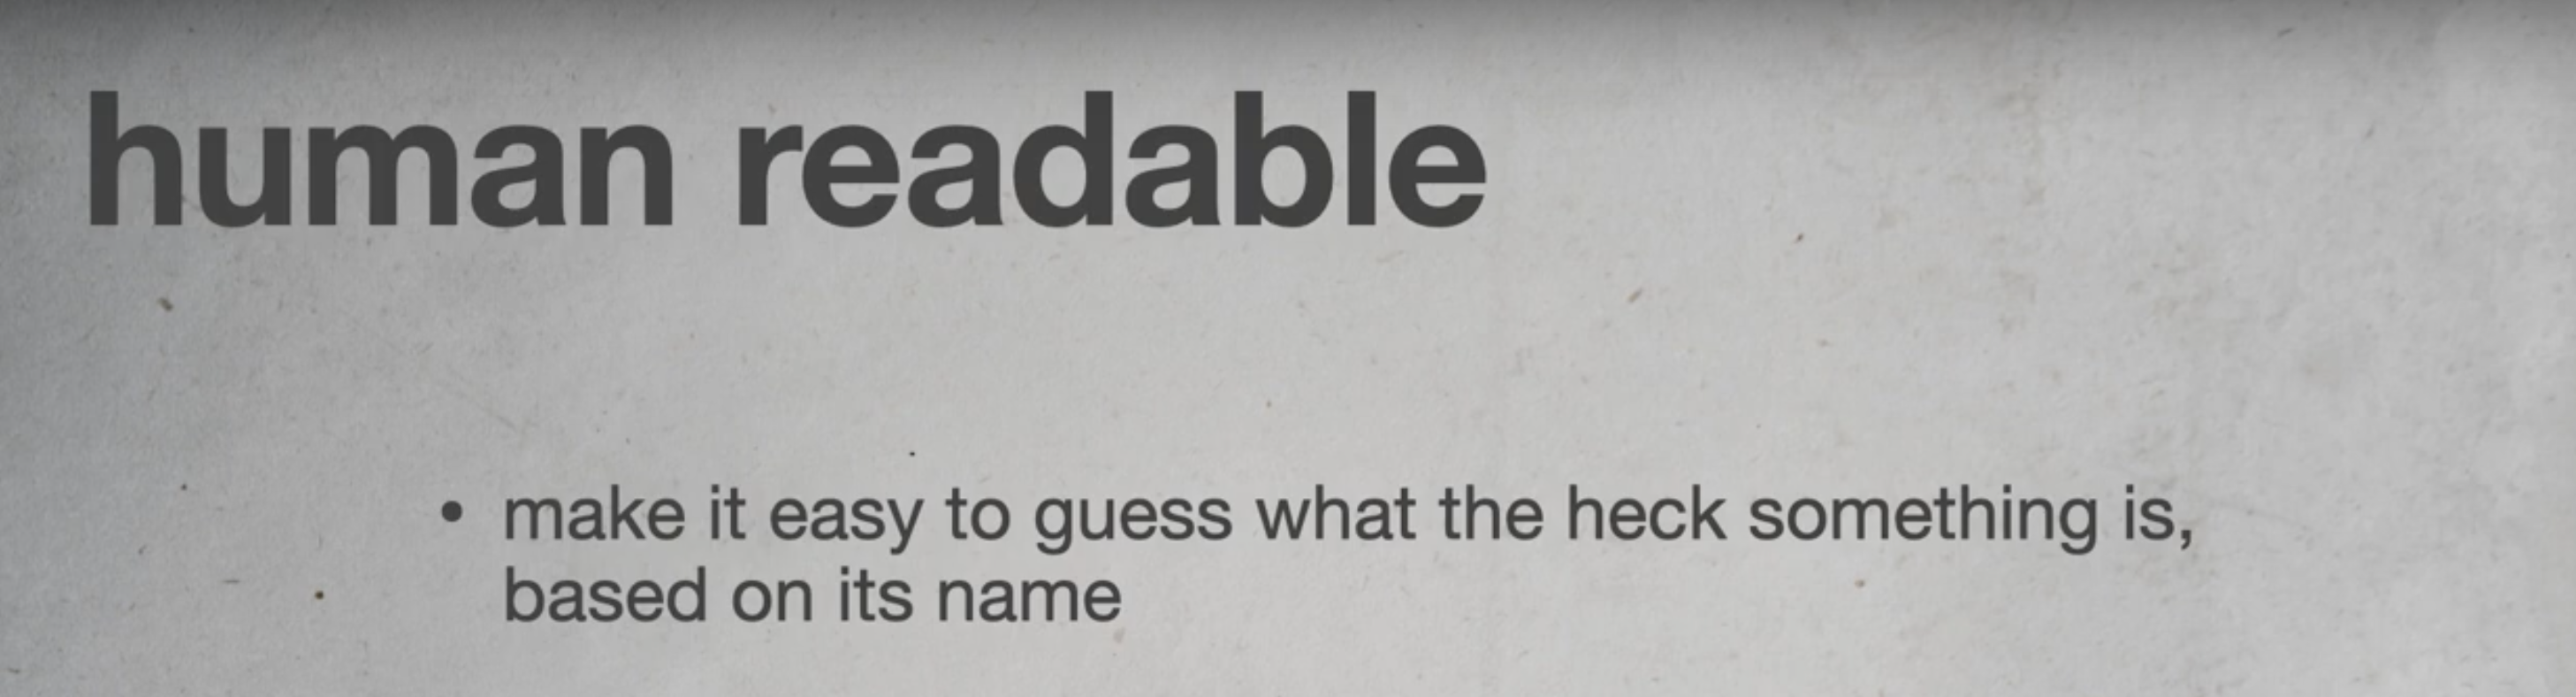 human readable
• make it easy to guess what the heck something is,
based on its name